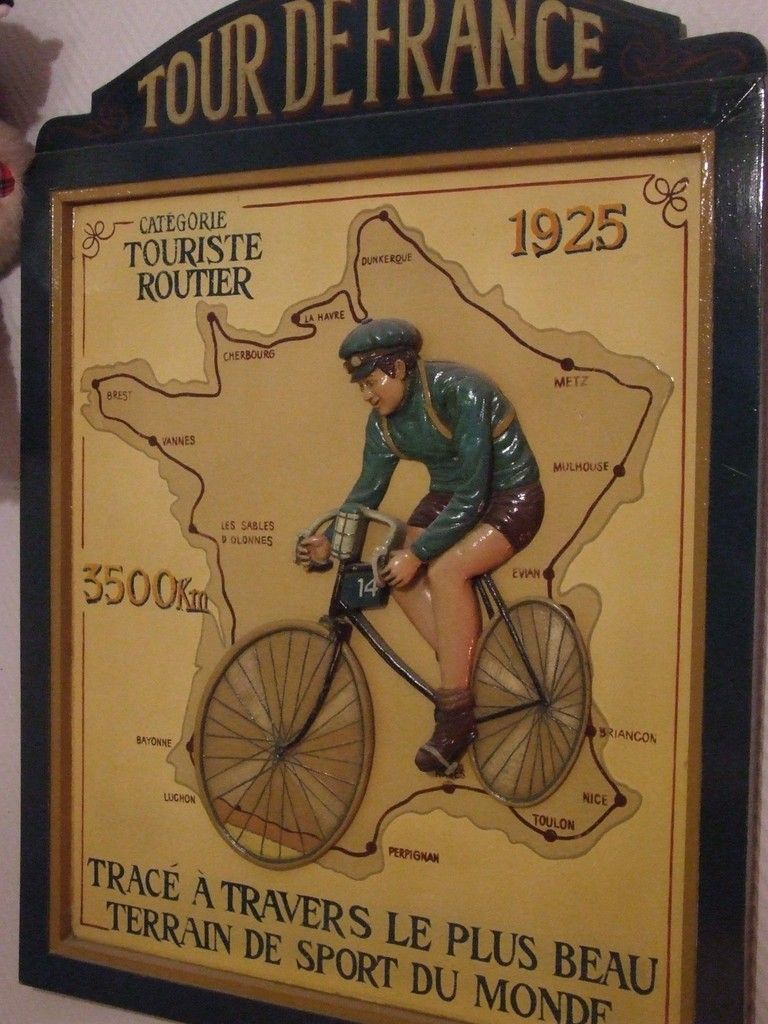 TOUR DE FRANCE
CATÉGORIE
TOURISTE
ROUTIER
1925
DUNKERQUE
LA HAVRE
CHERBOURG
METZ
BREST
VANNES
MULHOUSE
LES SABLES
D OLONNES
3500Km
EVIAN
14
BAYONNE
BRIANCON
LUCHON
NICE
TOULON
PERPIGNAN
TRACÉ À TRAVERS LE PLUS BEAU
TERRAIN DE SPORT DU MONDE